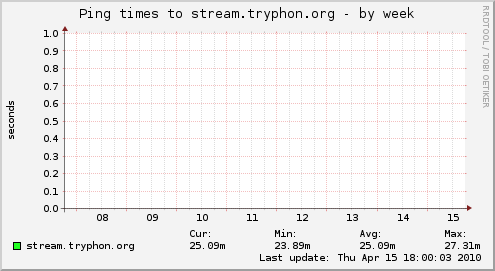 Ping times to stream.tryphon.org - by week
RRDTOOL / TOBI OETIKER
seconds
1.0
0.9
0.8
0.7
0.6
0.5
0.4
0.3
0.2
0.1
0.0
08 09 10 11 12 13 14 15
Cur: Min: Avg: Max:
stream.tryphon.org 25.09m 23.89m 25.09m 27.31m
Last update: Thu Apr 15 18:00:03 2010